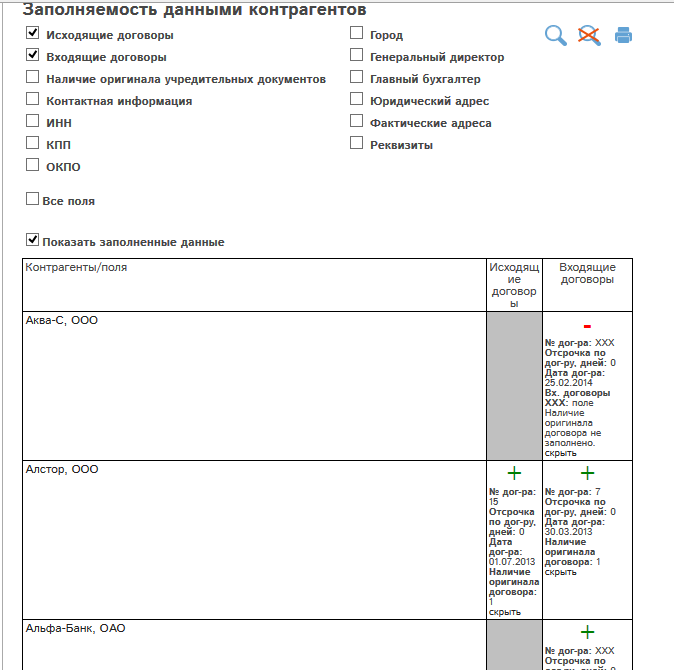 Заполняемость данными контрагентов
Исходящие договоры
Входящие договоры
Наличие оригинала учредительных документов
Контактная информация
ИНН
КПП
ОКПО
Город
Генеральный директор
Главный бухгалтер
Юридический адрес
Фактические адреса
Реквизиты
Все поля
Показать заполненные данные
Контрагенты/поля
Исходящ
ие
договор
ы
Входящие
договоры
Аква-С, ООО
-
№ дог-ра: XXX
Отсрочка по
дог-ру, дней: 0
Дата дог-ра:
25.02.2014
Вх. договоры
XXX: поле
Наличие
оригинала
договора не
заполнено.
скрыть
Алстор, ООО
+
№ дог-ра:
15
Отсрочка
по дог-ру,
дней: 0
Дата
дог-ра:
01.07.2013
Наличие
оригинала
договора:
1
скрыть
+
№ дог-ра: 7
Отсрочка по
дог-ру, дней: 0
Дата дог-ра:
30.03.2013
Наличие
оригинала
договора: 1
скрыть
Альфа-Банк, ОАО
+
№ дог-ра: XXX
Отсрочка по